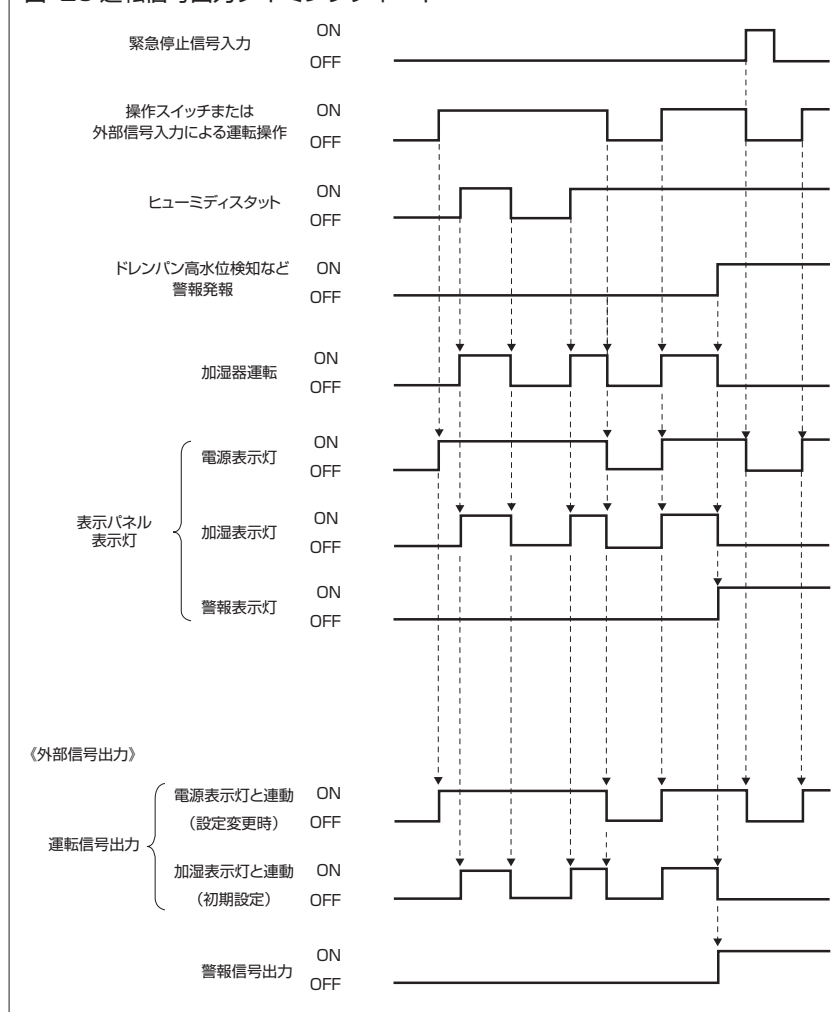 緊急停止信号入力
ON
OFF
操作スイッチまたは
外部信号入力による運転操作
ON
OFF
ヒューミディスタット
ON
OFF
ドレンパン高水位検知など
警報発報
ON
OFF
加湿器運転
ON
OFF
表示パネル
表示灯
電源表示灯
ON
OFF
加湿表示灯
ON
OFF
警報表示灯
ON
OFF
《外部信号出力》
運転信号出力
電源表示灯と連動
(設定変更時)
ON
OFF
加湿表示灯と連動
(初期設定)
ON
OFF
警報信号出力
ON
OFF